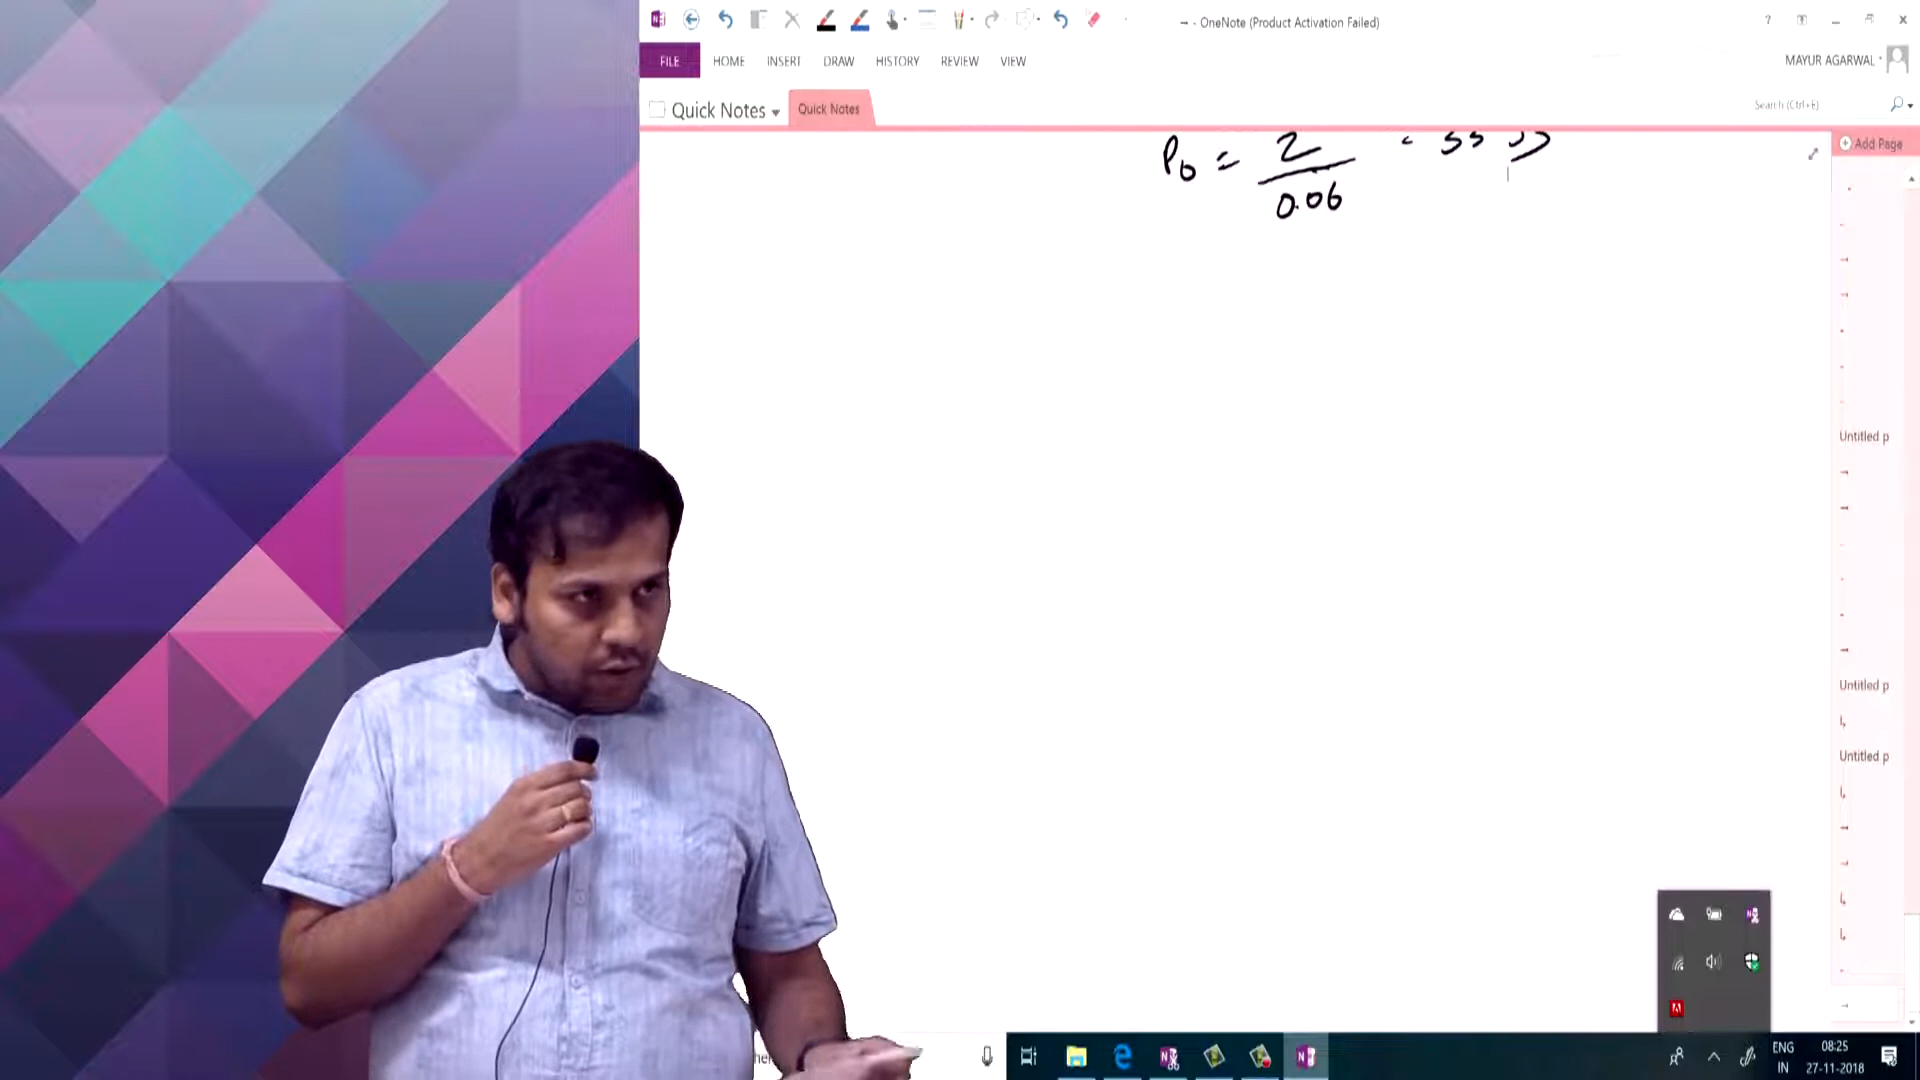 - OneNote (Product Activation Failed)
?
FILE
HOME
INSERT
DRAW
HISTORY
REVIEW
VIEW
MAYUR AGARWAL
Quick Notes
Quick Notes
Search (Ctrl+E)
Add Page
P0 = 2
0.06
Untitled p
Untitled p
Untitled p
ENG
IN
08:25
27-11-2018